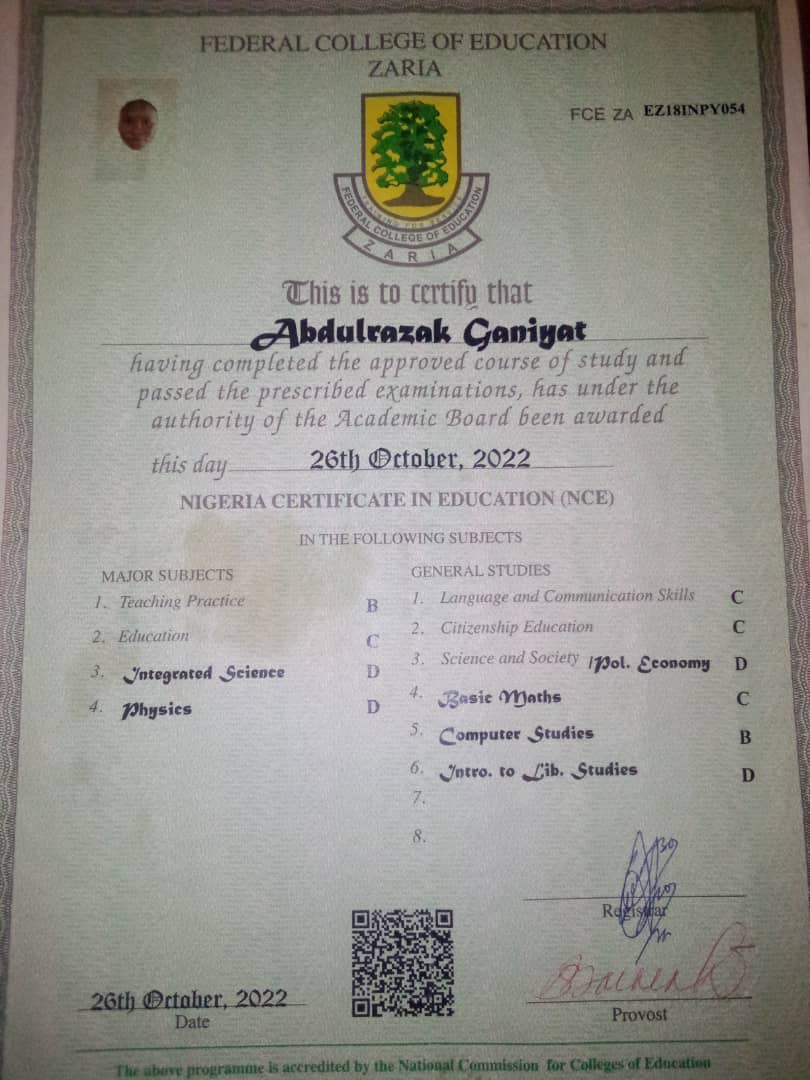 FEDERAL COLLEGE OF EDUCATION
ZARIA
FCE ZA EZ18INPY054
TRAINING FOR SERVICE
FEDERAL COLLEGE OF EDUCATION
ZARIA
This is to certify that
Abdulrazak Ganiyat
having completed the approved course of study and
passed the prescribed examinations, has under the
authority of the Academic Board been awarded
this day 26th October, 2022
NIGERIA CERTIFICATE IN EDUCATION (NCE)
IN THE FOLLOWING SUBJECTS
MAJOR SUBJECTS
1. Teaching Practice B
2. Education C
3. Integrated Science D
4. Physics D
GENERAL STUDIES
1. Language and Communication Skills C
2. Citizenship Education C
3. Science and Society /Pol. Economy D
4. Basic Maths C
5. Computer Studies B
6. Intro. to Lib. Studies D
7.
8.
Registrar
26th October, 2022
Date
Provost
The above programme is accredited by the National Commission for Colleges of Education